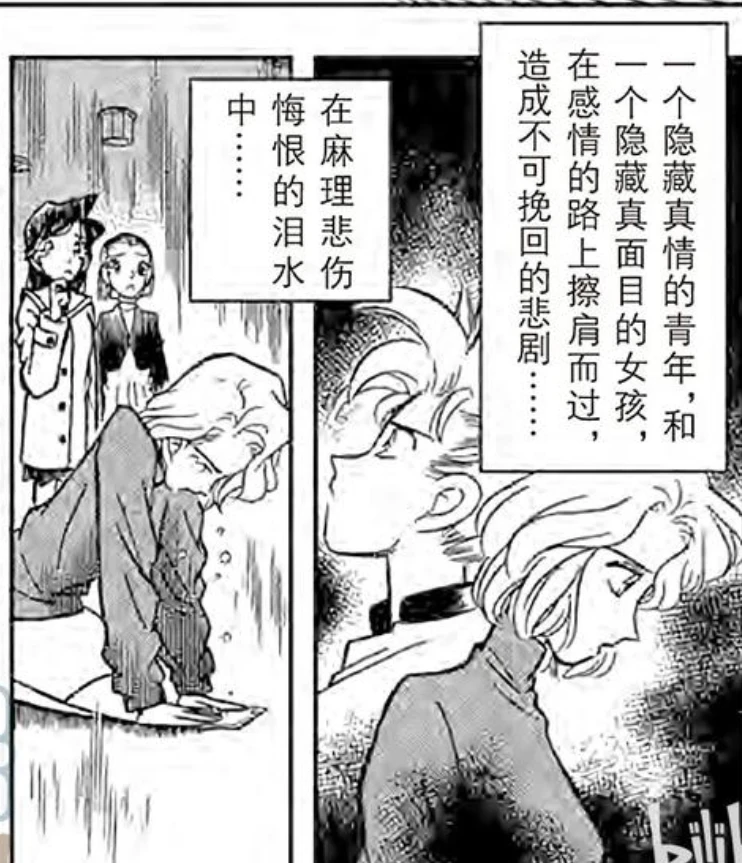 一个隐藏真情的青年，和
一个隐藏真面目的女孩，
在感情的路上擦肩而过，
造成不可挽回的悲剧……
在麻理悲伤
悔恨的泪水
中……
bilib